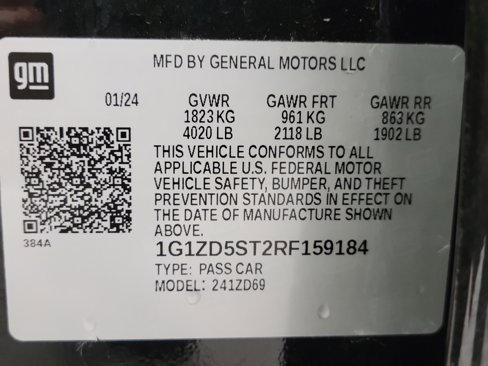 gm
MFD BY GENERAL MOTORS LLC
01/24 GVWR GAWR FRT GAWR RR
1823 KG 961 KG 863 KG
4020 LB 2118 LB 1902 LB
THIS VEHICLE CONFORMS TO ALL
APPLICABLE U.S. FEDERAL MOTOR
VEHICLE SAFETY, BUMPER, AND THEFT
PREVENTION STANDARDS IN EFFECT ON
THE DATE OF MANUFACTURE SHOWN
ABOVE.
384A
1G1ZD5ST2RF159184
TYPE: PASS CAR
MODEL: 241ZD69